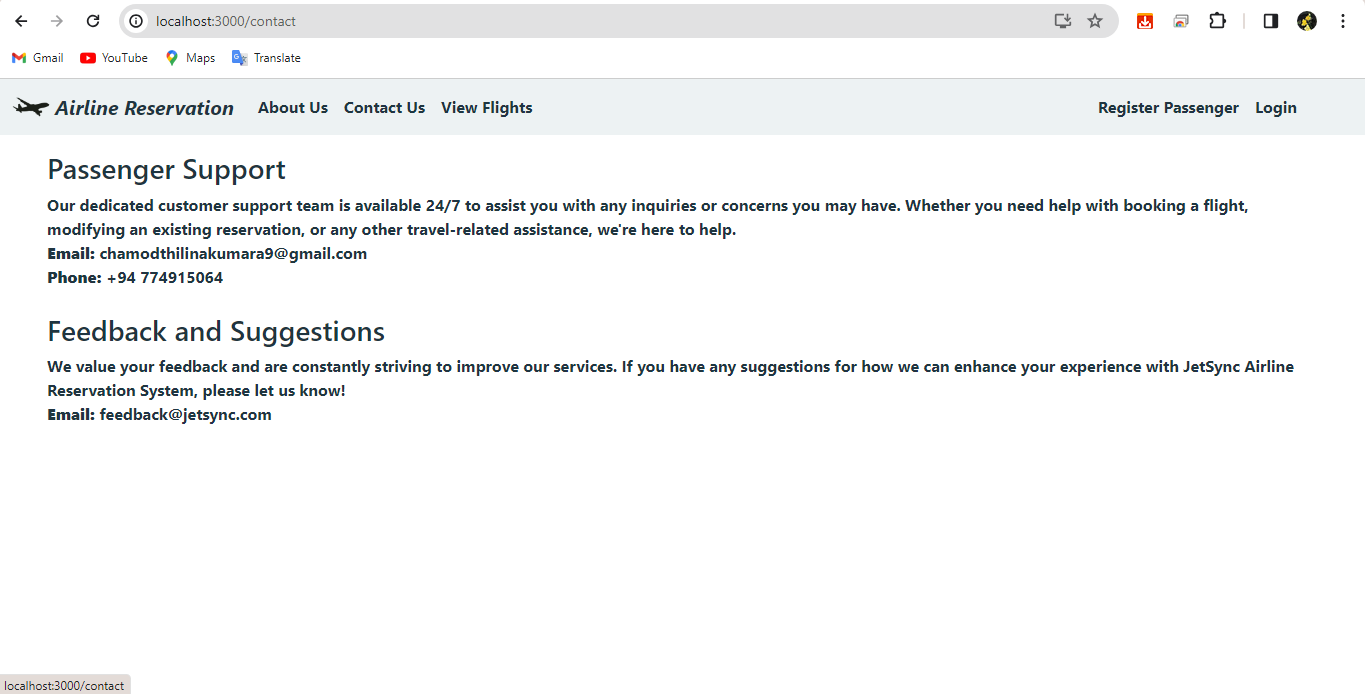 localhost:3000/contact
Gmail YouTube Maps Translate
Airline Reservation About Us Contact Us View Flights Register Passenger Login
Passenger Support
Our dedicated customer support team is available 24/7 to assist you with any inquiries or concerns you may have. Whether you need help with booking a flight,
modifying an existing reservation, or any other travel-related assistance, we're here to help.
Email: chamodthilinakumara9@gmail.com
Phone: +94 774915064
Feedback and Suggestions
We value your feedback and are constantly striving to improve our services. If you have any suggestions for how we can enhance your experience with JetSync Airline
Reservation System, please let us know!
Email: feedback@jetsync.com
localhost:3000/contact